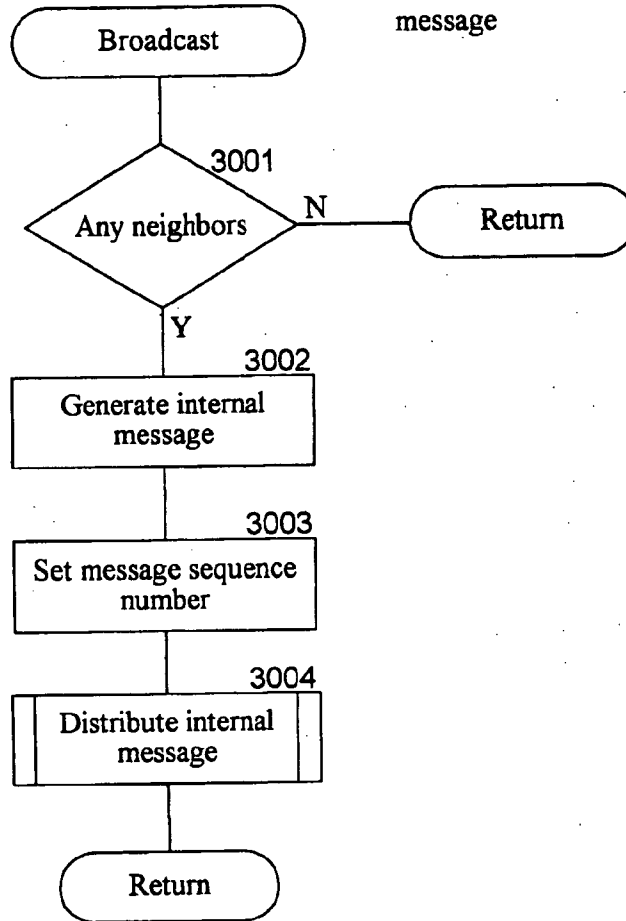 Broadcast
message
3001
Any neighbors
N
Return
Y
3002
Generate internal
message
3003
Set message sequence
number
3004
Distribute internal
message
Return